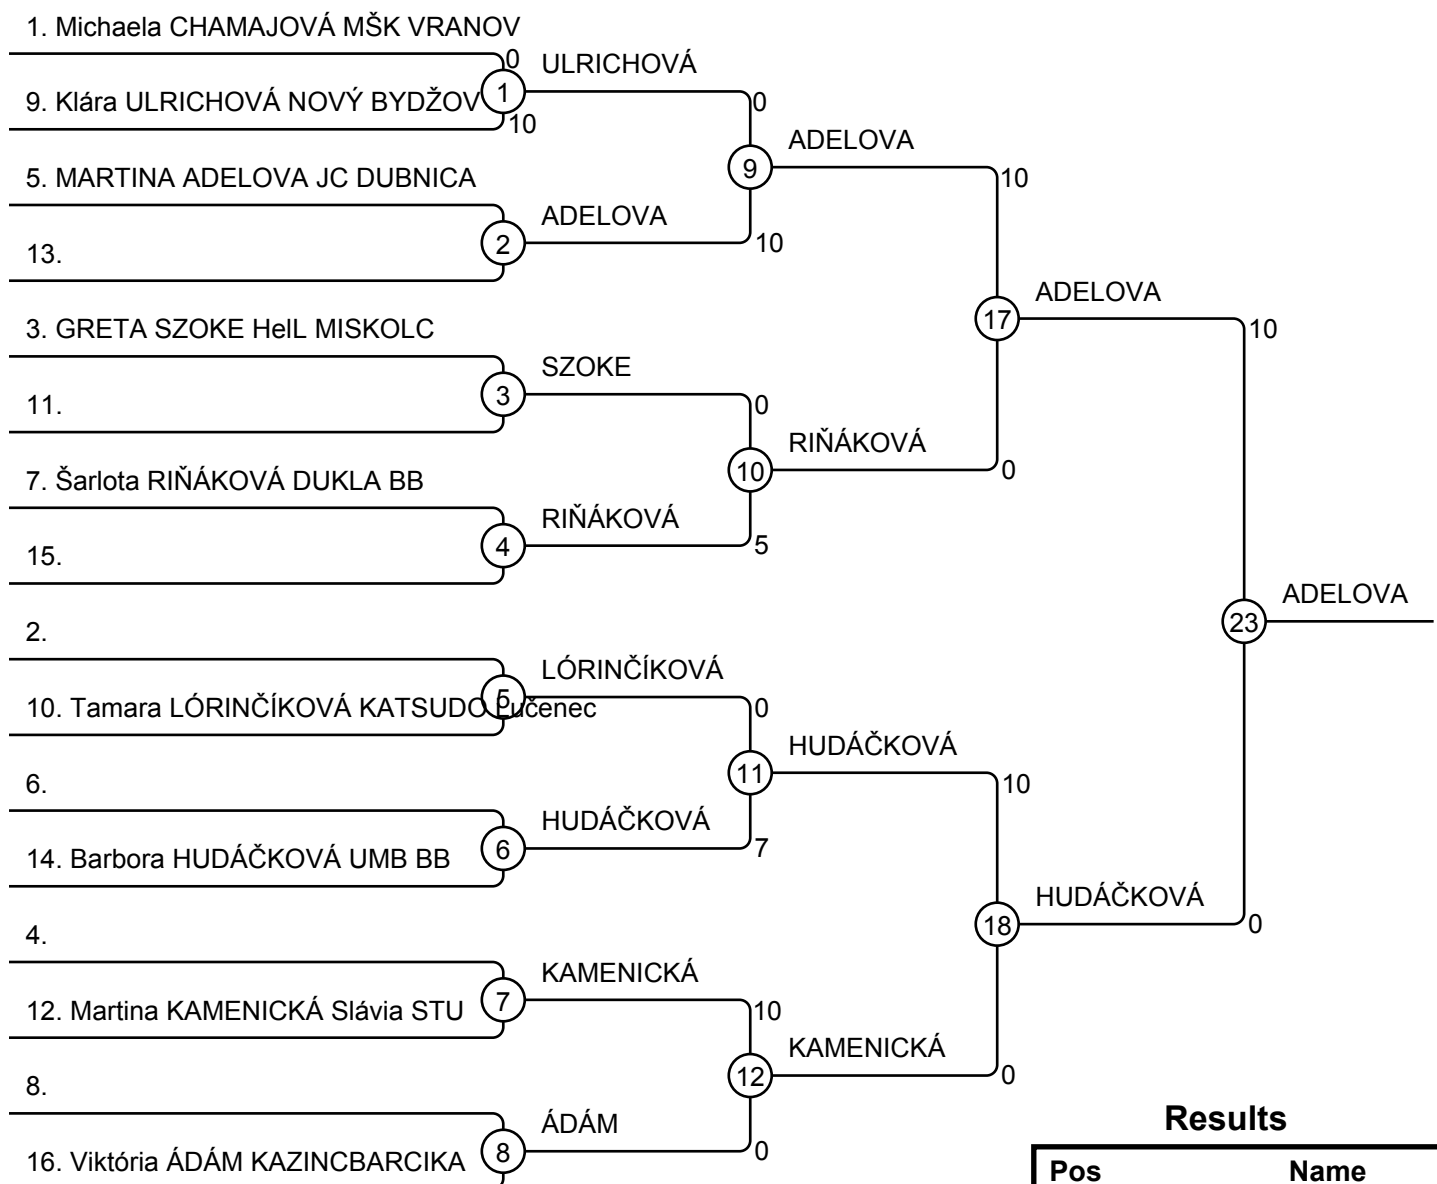 1. Michaela CHAMAJOVÁ MŠK VRANOV
0
ULRICHOVÁ
1
9. Klára ULRICHOVÁ NOVÝ BYDŽOV
10
0
ADELOVA
9
5. MARTINA ADELOVA JC DUBNICA
10
ADELOVA
2
10
13.
ADELOVA
17
3. GRETA SZOKE HelL MISKOLC
10
SZOKE
3
0
11.
RIŇÁKOVÁ
10
0
7. Šarlota RIŇÁKOVÁ DUKLA BB
RIŇÁKOVÁ
4
5
15.
ADELOVA
23
2.
LÓRINČÍKOVÁ
5
10. Tamara LÓRINČÍKOVÁ KATSUDO Lučenec
0
HUDÁČKOVÁ
11
6.
10
HUDÁČKOVÁ
6
7
14. Barbora HUDÁČKOVÁ UMB BB
HUDÁČKOVÁ
18
0
4.
KAMENICKÁ
7
12. Martina KAMENICKÁ Slávia STU
10
KAMENICKÁ
12
0
8.
ÁDÁM
8
0
16. Viktória ÁDÁM KAZINCBARCIKA
Results
Pos Name